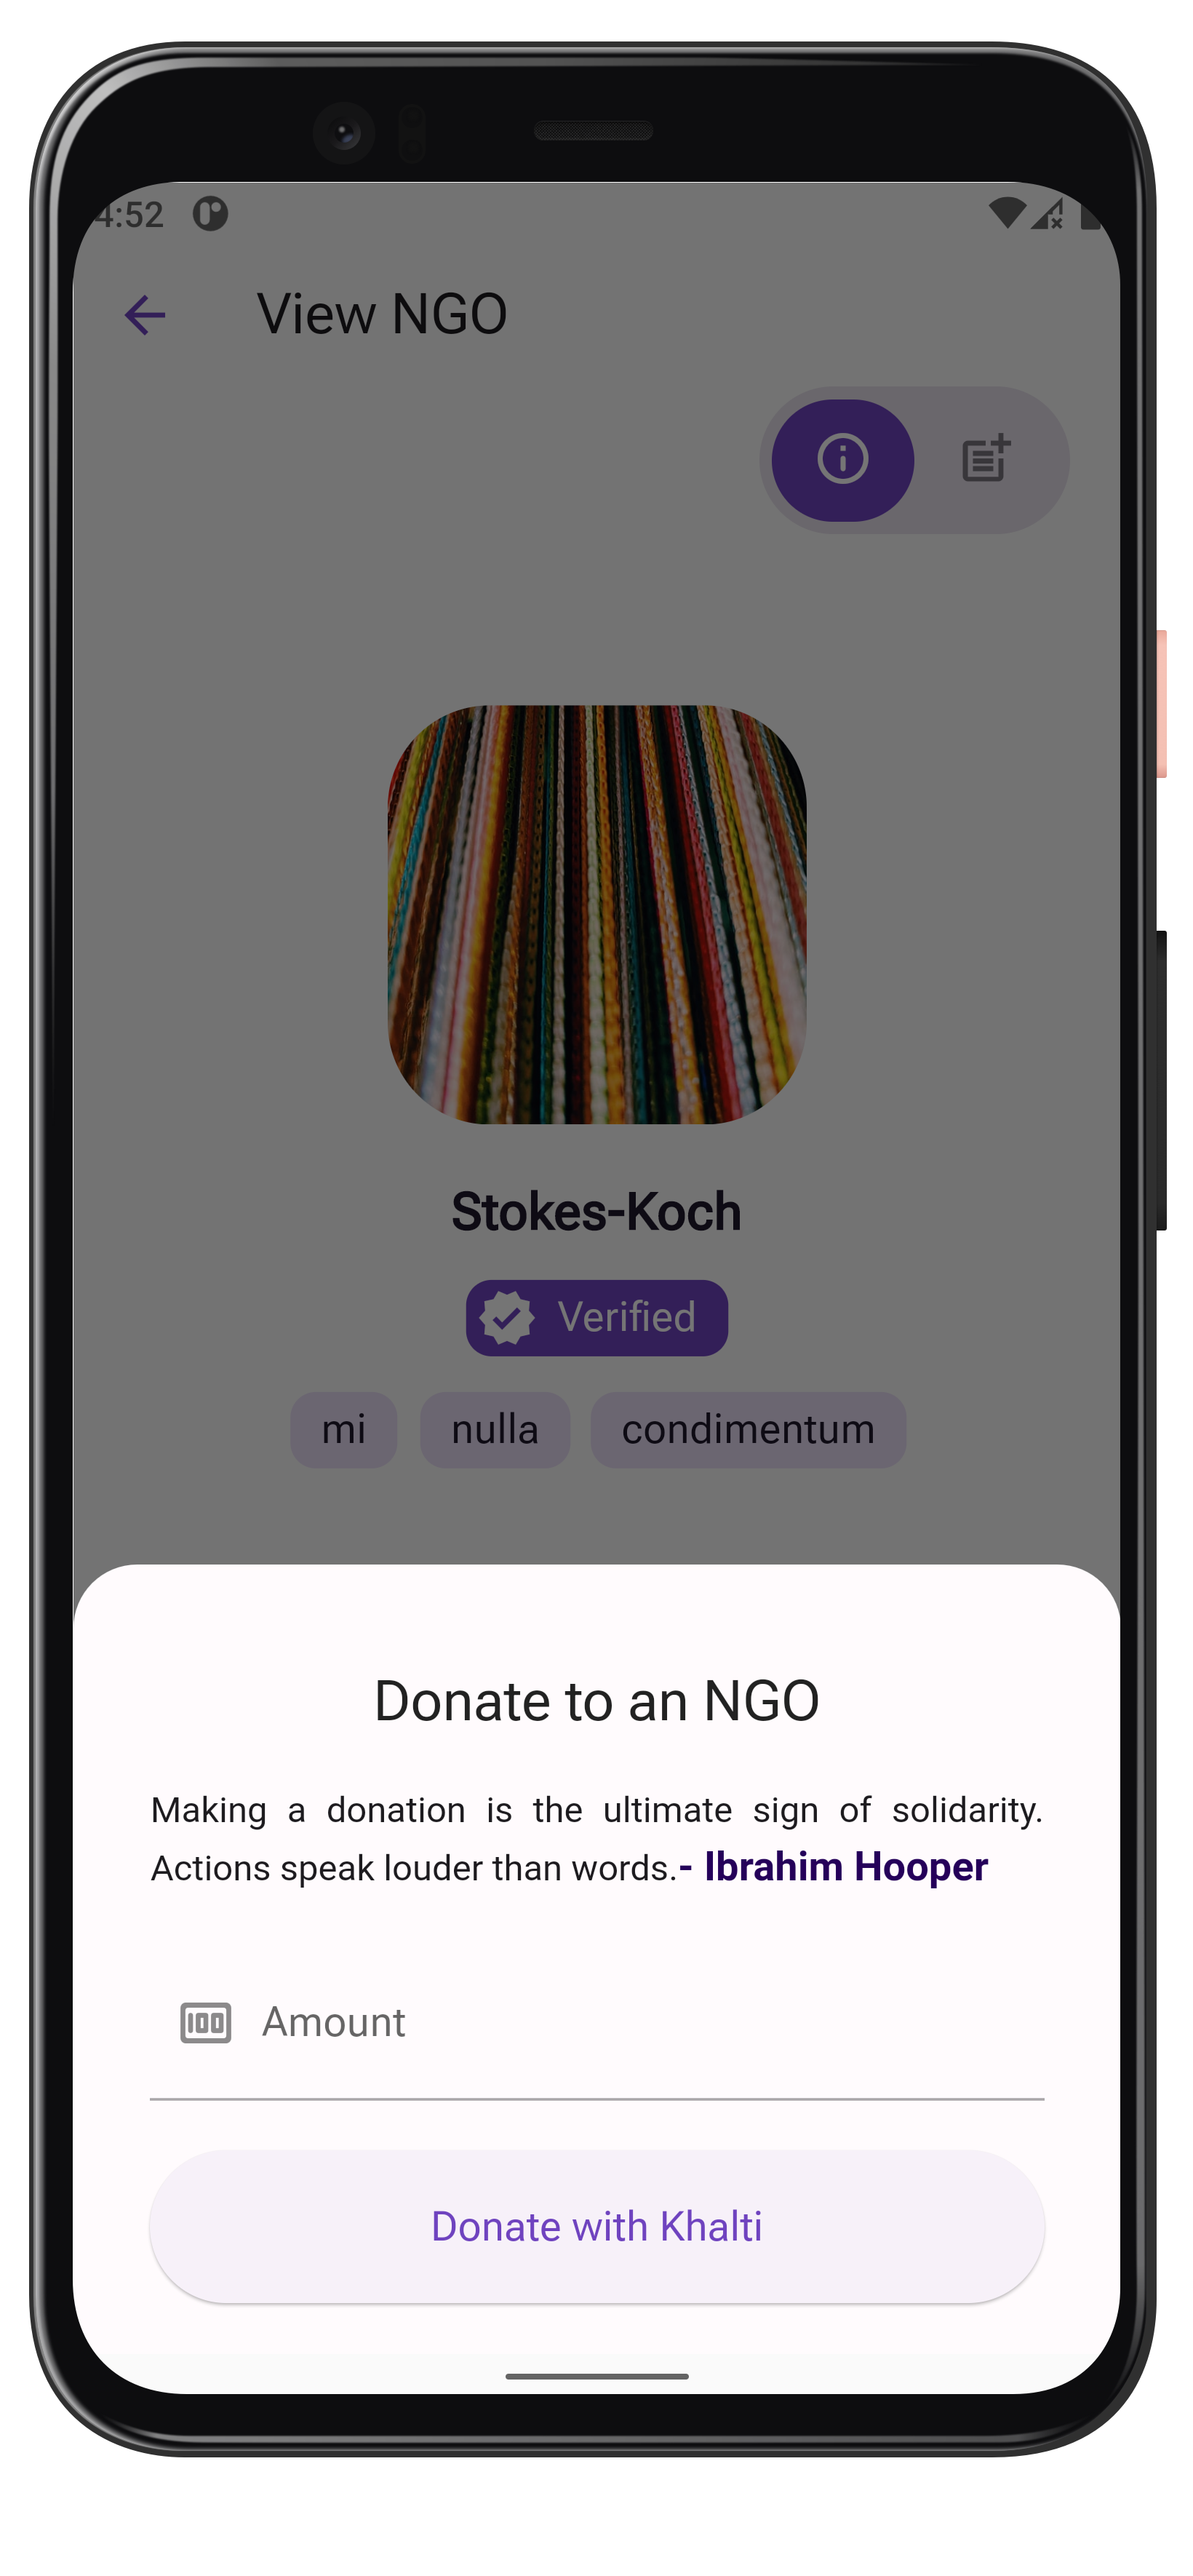 4:52
View NGO
Stokes-Koch
Verified
mi nulla condimentum
Donate to an NGO
Making a donation is the ultimate sign of solidarity.
Actions speak louder than words.- Ibrahim Hooper
100 Amount
Donate with Khalti